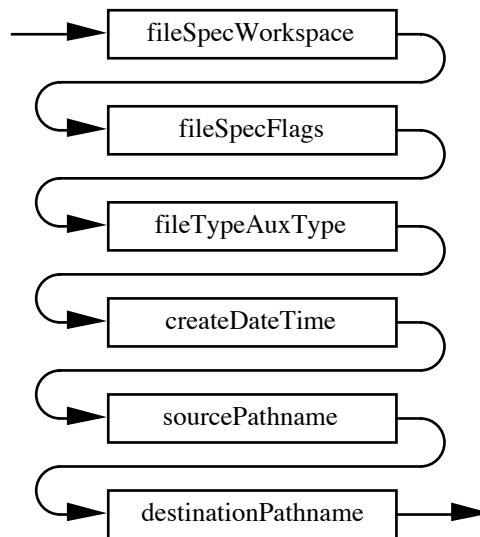 fileSpecWorkspace
fileSpecFlags
fileTypeAuxType
createDateTime
sourcePathname
destinationPathname